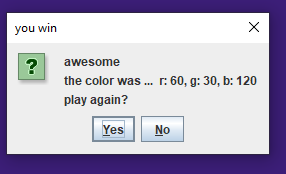 you win
awesome
the color was ... r: 60, g: 30, b: 120
play again?
Yes No